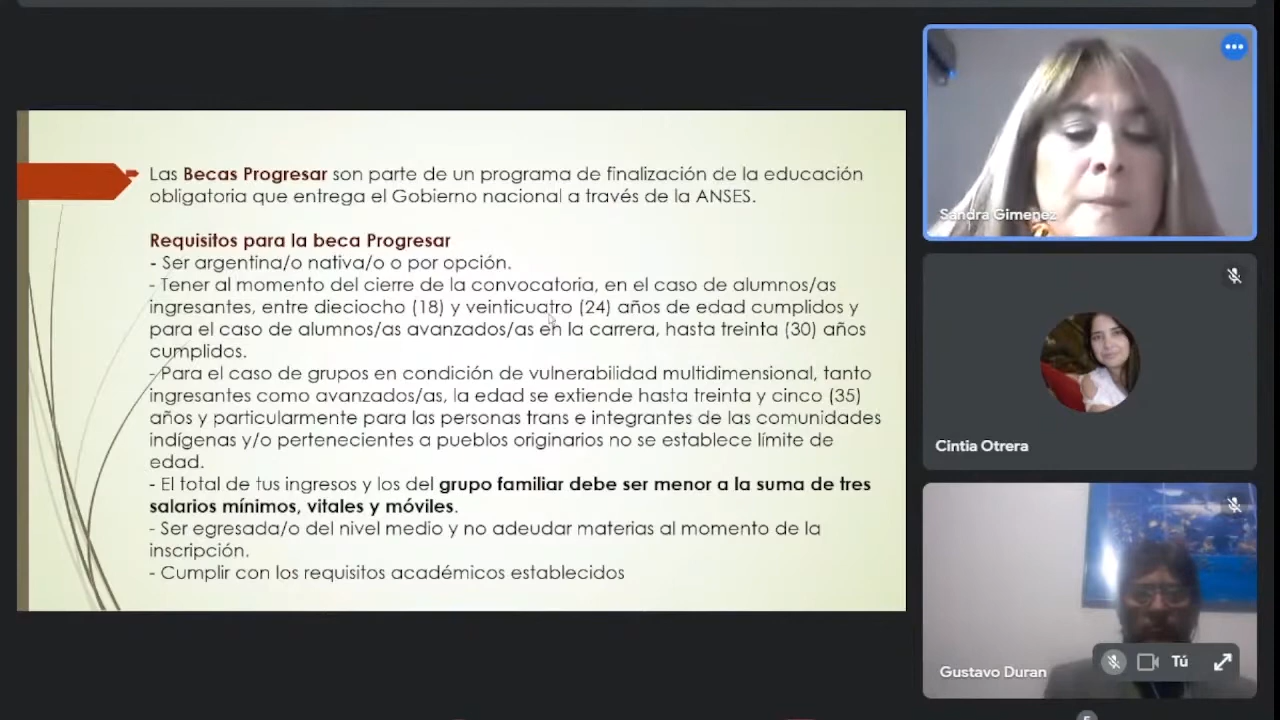 Las Becas Progresar son parte de un programa de finalización de la educación
obligatoria que entrega el Gobierno nacional a través de la ANSES.
Requisitos para la beca Progresar
- Ser argentina/o nativa/o o por opción.
- Tener al momento del cierre de la convocatoria, en el caso de alumnos/as
ingresantes, entre dieciocho (18) y veinticuatro (24) años de edad cumplidos y
para el caso de alumnos/as avanzados/as en la carrera, hasta treinta (30) años
cumplidos.
- Para el caso de grupos en condición de vulnerabilidad multidimensional, tanto
ingresantes como avanzados/as, la edad se extiende hasta treinta y cinco (35)
años y particularmente para las personas trans e integrantes de las comunidades
indígenas y/o pertenecientes a pueblos originarios no se establece límite de
edad.
- El total de tus ingresos y los del grupo familiar debe ser menor a la suma de tres
salarios mínimos, vitales y móviles.
- Ser egresada/o del nivel medio y no adeudar materias al momento de la
inscripción.
- Cumplir con los requisitos académicos establecidos
Sandra Gimenez
Cintia Otrera
Gustavo Duran
Tú